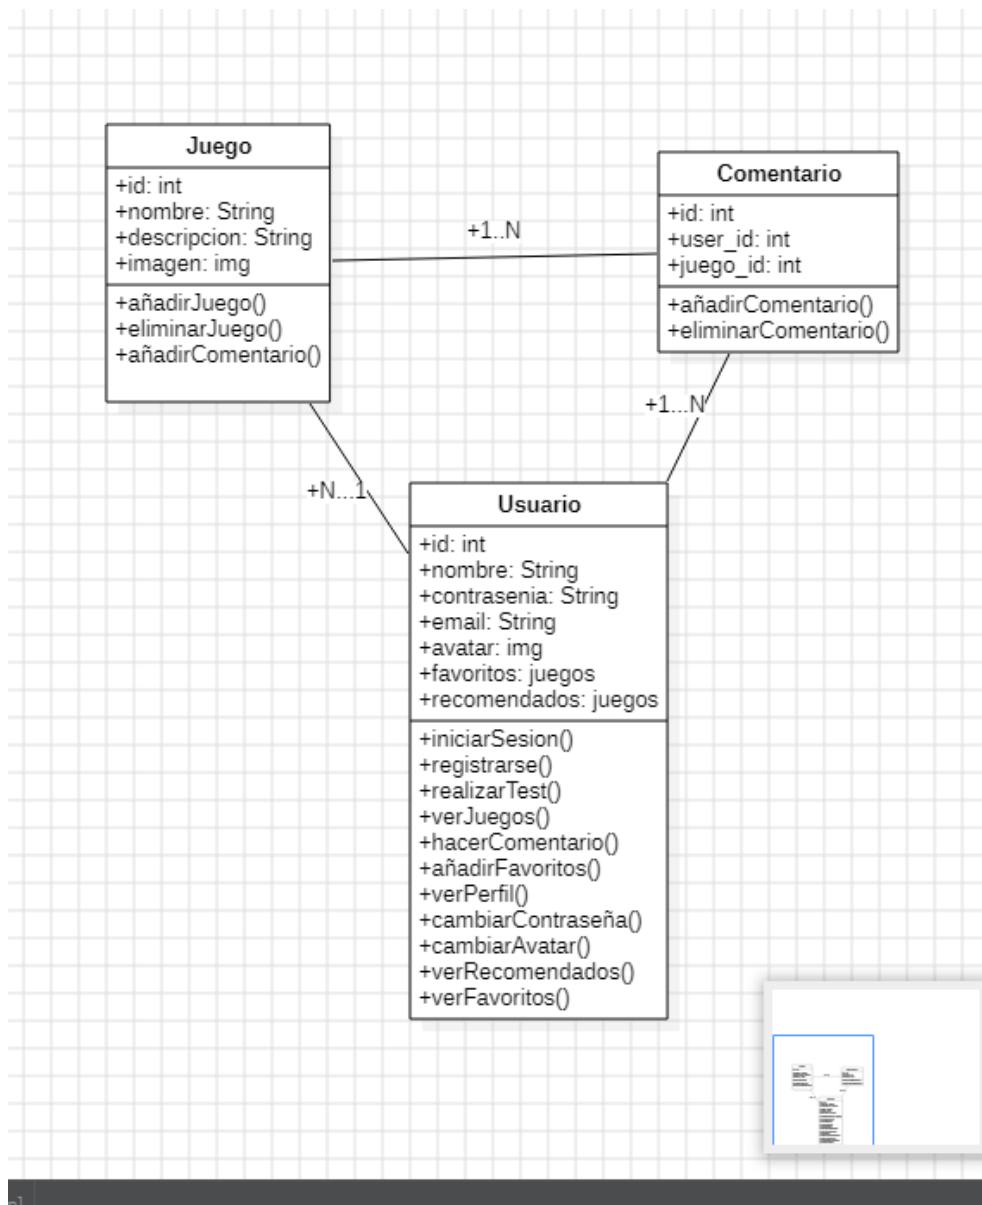 Juego
+id: int
+nombre: String
+descripcion: String
+imagen: img
+añadirJuego()
+eliminarJuego()
+añadirComentario()
+1..N
Comentario
+id: int
+user_id: int
+juego_id: int
+añadirComentario()
+eliminarComentario()
+1...N
+N...1
Usuario
+id: int
+nombre: String
+contrasenia: String
+email: String
+avatar: img
+favoritos: juegos
+recomendados: juegos
+iniciarSesion()
+registrarse()
+realizarTest()
+verJuegos()
+hacerComentario()
+añadirFavoritos()
+verPerfil()
+cambiarContraseña()
+cambiarAvatar()
+verRecomendados()
+verFavoritos()